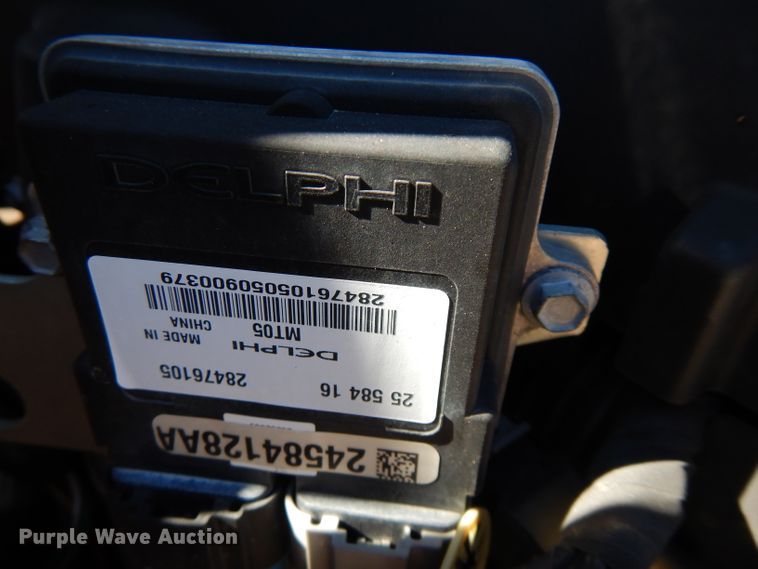 DELPHI
25 584 16 28476105
DELPHI
MT05
MADE IN
CHINA
28476105050900379
24584128AA
Purple Wave Auction